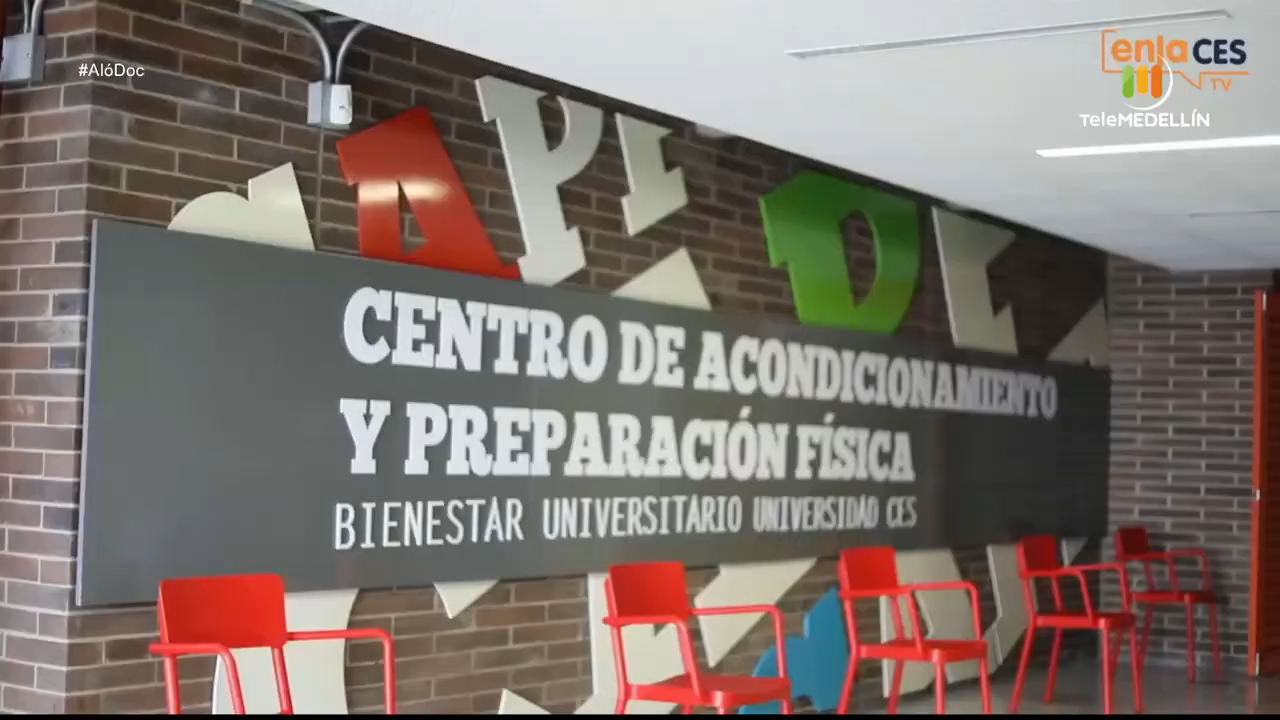 #AlóDoc
enlaCES
TV
TeleMEDELLÍN
CENTRO DE ACONDICIONAMIENTO
Y PREPARACIÓN FÍSICA
BIENESTAR UNIVERSITARIO UNIVERSIDAD CES